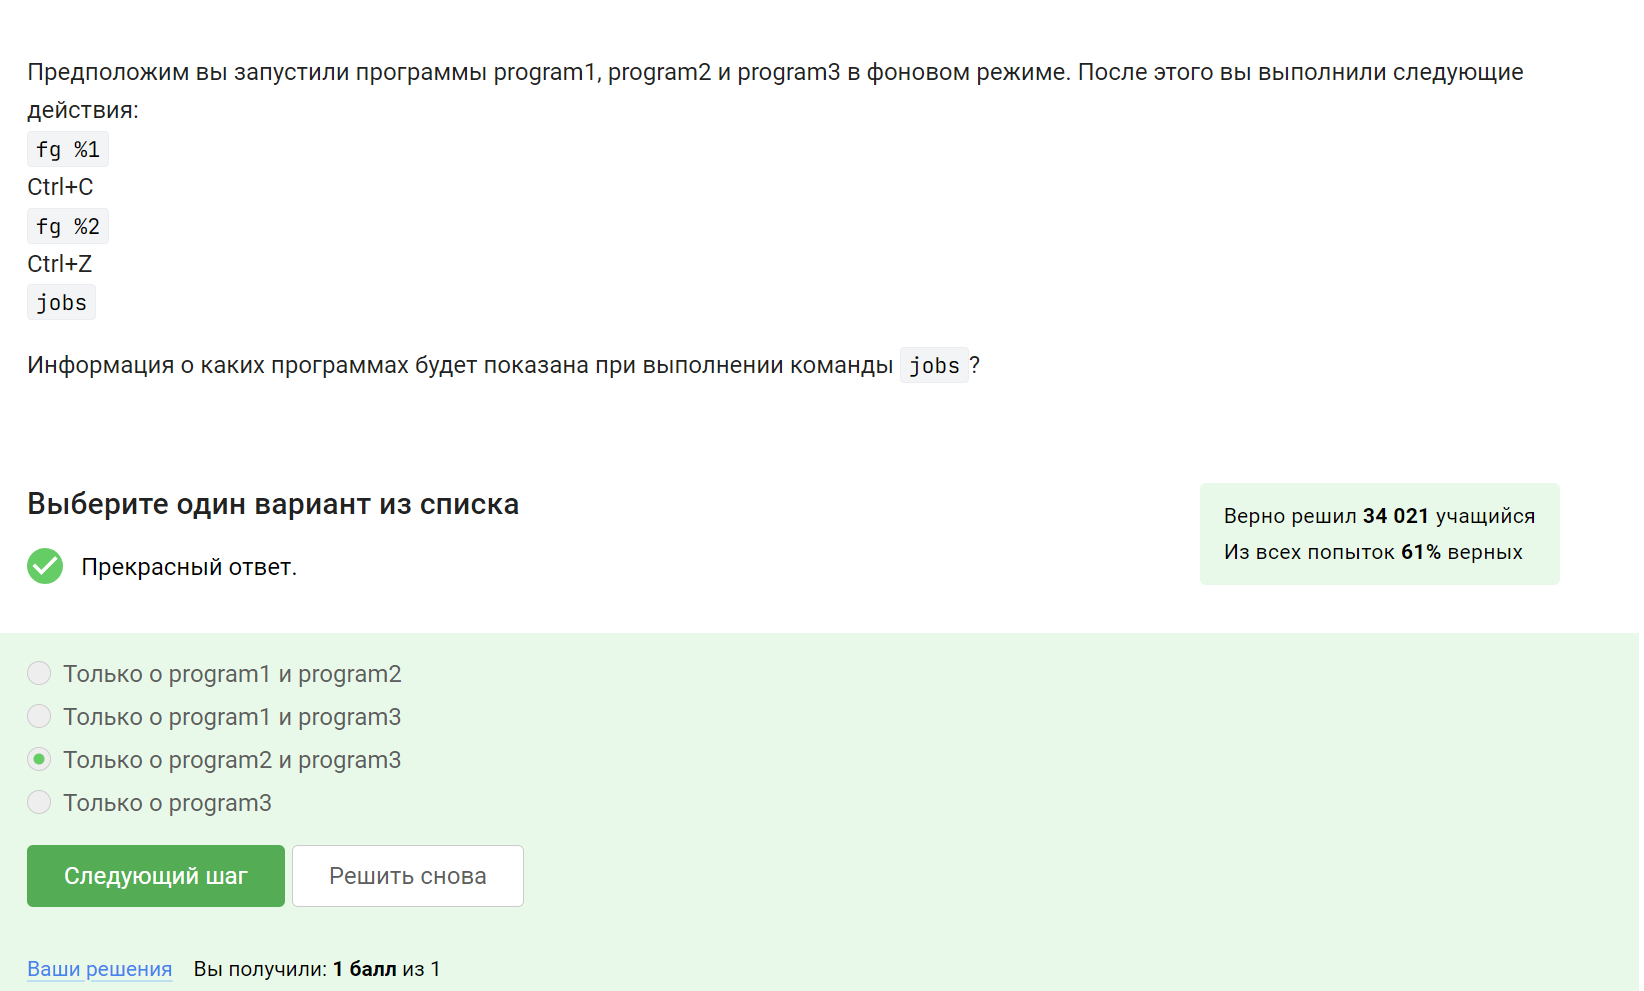 Предположим вы запустили программы program1, program2 и program3 в фоновом режиме. После этого вы выполнили следующие
действия:
fg %1
Ctrl+C
fg %2
Ctrl+Z
jobs
Информация о каких программах будет показана при выполнении команды jobs?
Выберите один вариант из списка
Прекрасный ответ.
Верно решил 34 021 учащийся
Из всех попыток 61% верных
Только о program1 и program2
Только о program1 и program3
Только о program2 и program3
Только о program3
Следующий шаг
Решить снова
Ваши решения Вы получили: 1 балл из 1